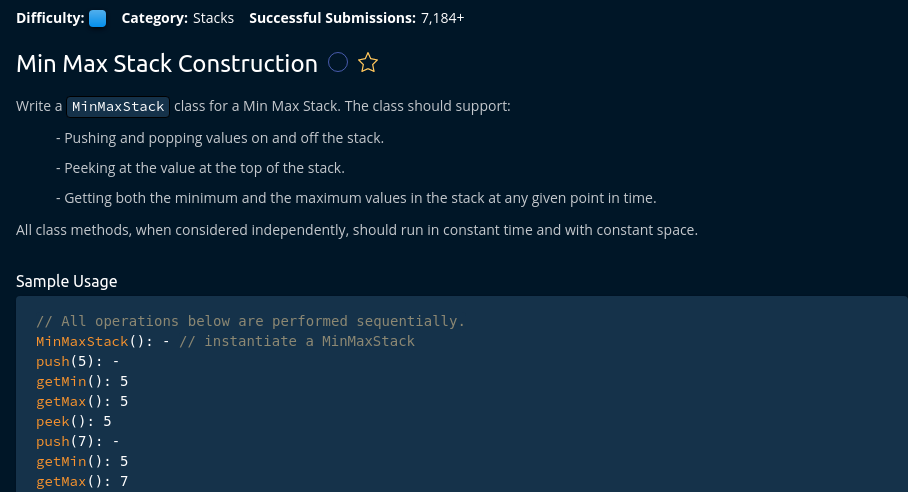 Difficulty: Category: Stacks Successful Submissions: 7,184+
Min Max Stack Construction
Write a MinMaxStack class for a Min Max Stack. The class should support:
- Pushing and popping values on and off the stack.
- Peeking at the value at the top of the stack.
- Getting both the minimum and the maximum values in the stack at any given point in time.
All class methods, when considered independently, should run in constant time and with constant space.
Sample Usage
// All operations below are performed sequentially.
MinMaxStack(): - // instantiate a MinMaxStack
push(5): -
getMin(): 5
getMax(): 5
peek(): 5
push(7): -
getMin(): 5
getMax(): 7